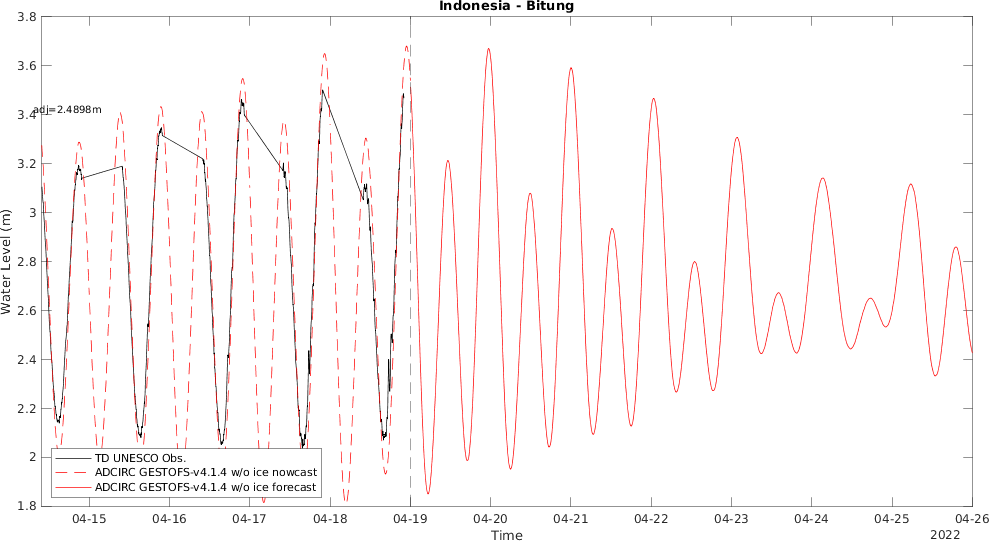 Indonesia - Bitung
adj=2.4898m
Water Level (m)
3.8
3.6
3.4
3.2
3
2.8
2.6
2.4
2.2
2
1.8
TD UNESCO Obs.
ADCIRC GESTOFS-v4.1.4 w/o ice nowcast
ADCIRC GESTOFS-v4.1.4 w/o ice forecast
04-15 04-16 04-17 04-18 04-19 04-20 04-21 04-22 04-23 04-24 04-25 04-26
Time
2022